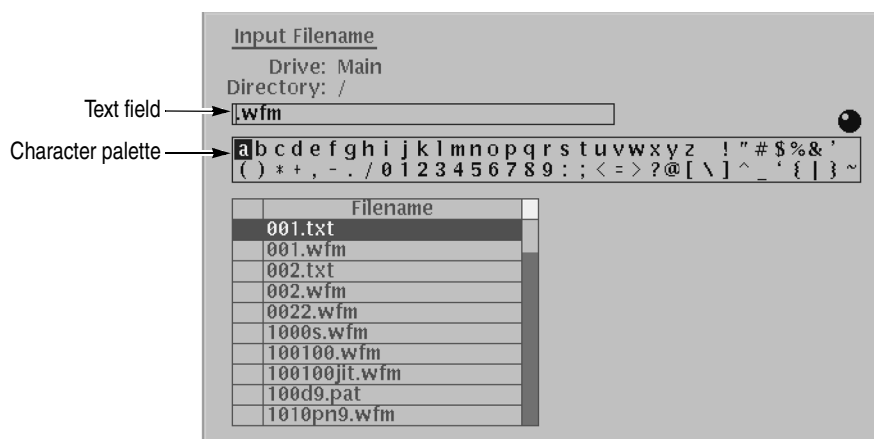 Input Filename
Drive: Main
Directory: /
Text field
.wfm
Character palette
a b c d e f g h i j k l m n o p q r s t u v w x y z ! " # $ % & '
( ) * + , - . / 0 1 2 3 4 5 6 7 8 9 : ; < = > ? @ [ \ ] ^ _ ‘ { | } ~
Filename
001.txt
001.wfm
002.txt
002.wfm
0022.wfm
1000s.wfm
100100.wfm
100100jit.wfm
100d9.pat
1010pn9.wfm